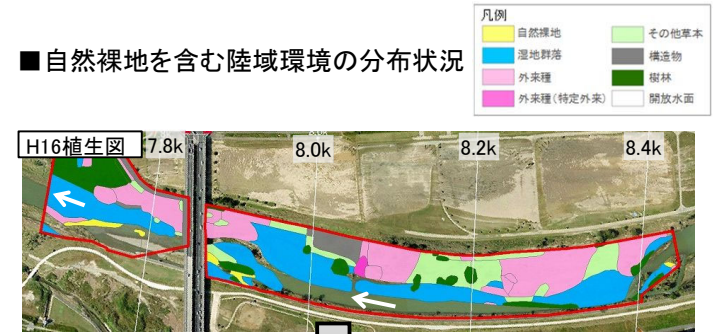 ■自然裸地を含む陸域環境の分布状況
凡例
自然裸地
湿地群落
外来種
外来種(特定外来)
その他草本
構造物
樹林
開放水面
H16植生図
7.8k
8.0k
8.2k
8.4k